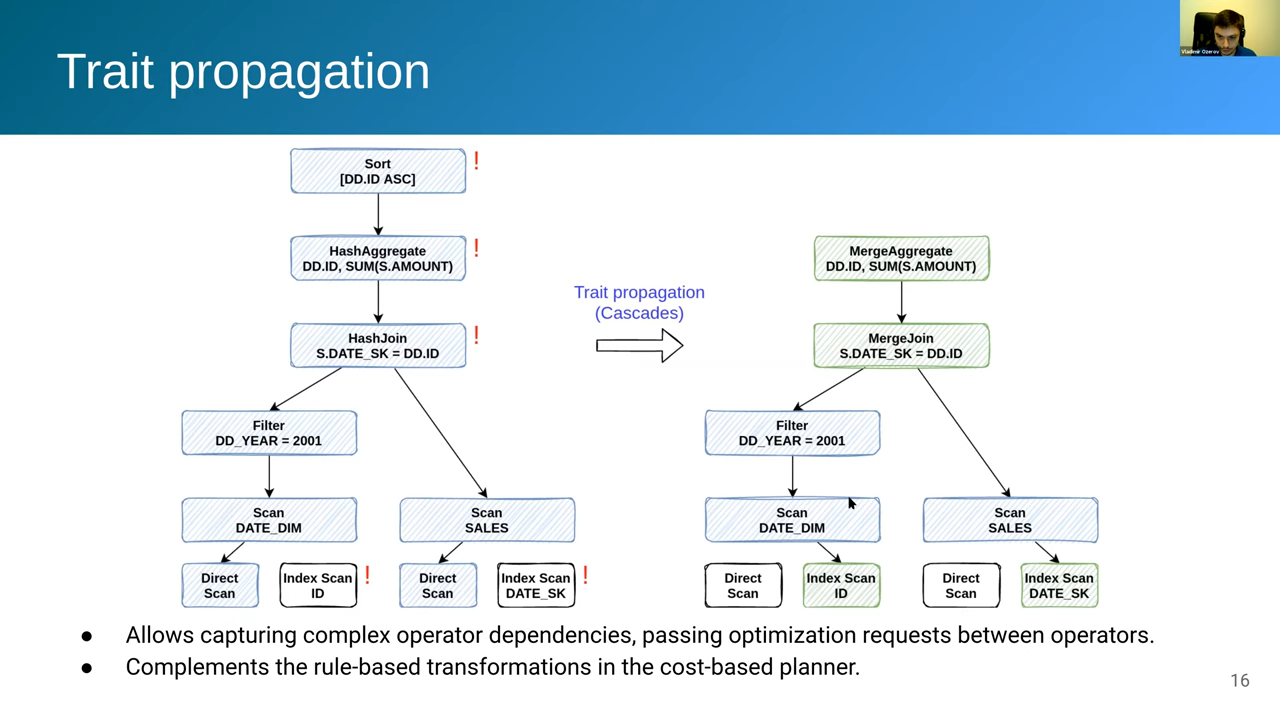 Trait propagation
Vladimir Ozerov
Sort
[DD.ID ASC]
!
HashAggregate
DD.ID, SUM(S.AMOUNT)
!
HashJoin
S.DATE_SK = DD.ID
!
Filter
DD_YEAR = 2001
Scan
DATE_DIM
Scan
SALES
Direct
Scan
Index Scan
ID
!
Direct
Scan
Index Scan
DATE_SK
!
Trait propagation
(Cascades)
MergeAggregate
DD.ID, SUM(S.AMOUNT)
MergeJoin
S.DATE_SK = DD.ID
Filter
DD_YEAR = 2001
Scan
DATE_DIM
Scan
SALES
Direct
Scan
Index Scan
ID
Direct
Scan
Index Scan
DATE_SK
● Allows capturing complex operator dependencies, passing optimization requests between operators.
● Complements the rule-based transformations in the cost-based planner.
16